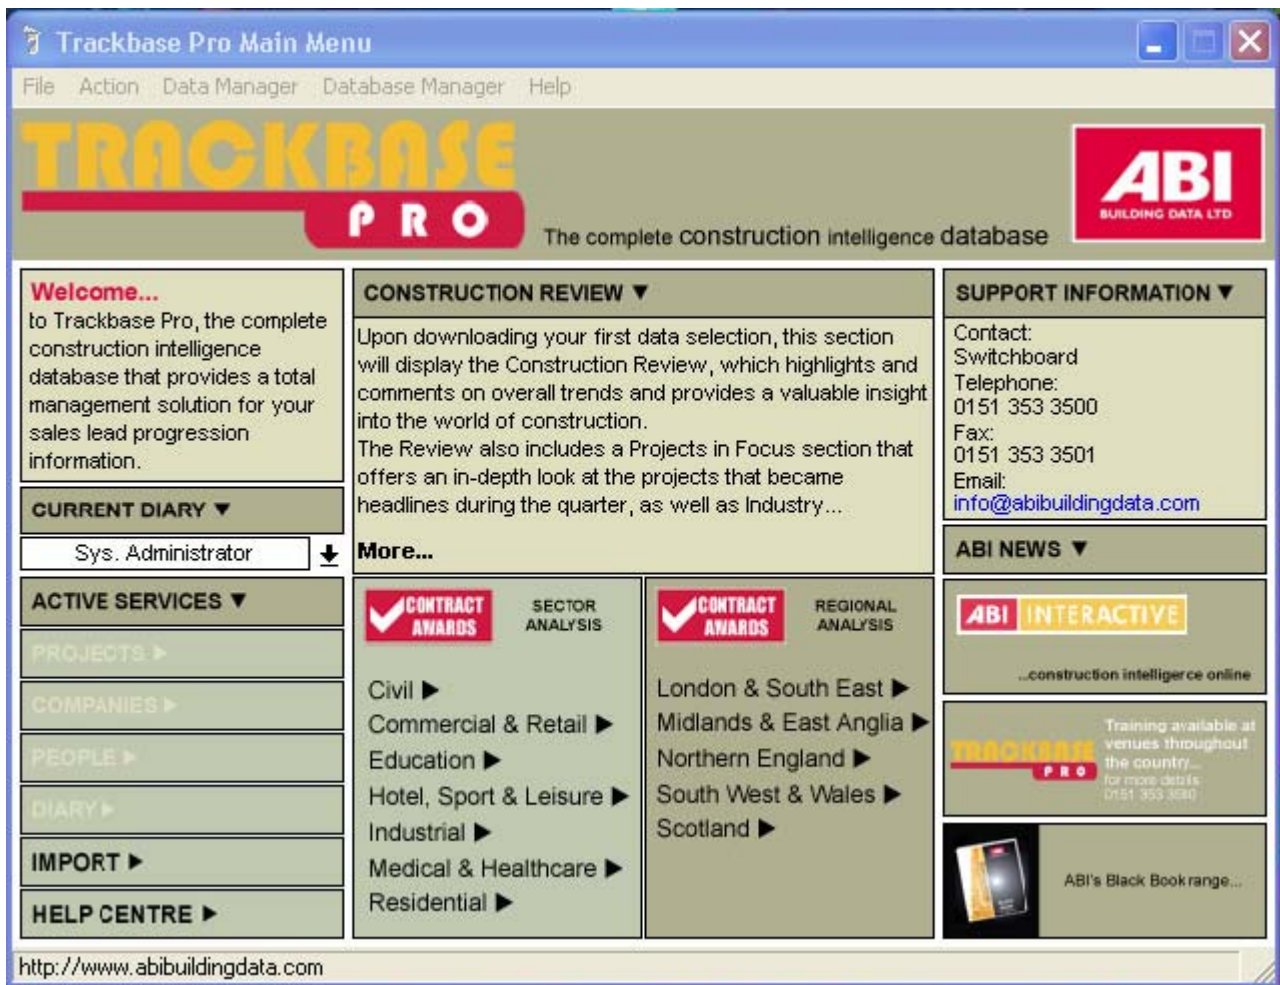 Trackbase Pro Main Menu
File Action Data Manager Database Manager Help
TRACKBASE
PRO
The complete construction intelligence database
ABI
BUILDING DATA LTD
Welcome...
to Trackbase Pro, the complete
construction intelligence
database that provides a total
management solution for your
sales lead progression
information.
CURRENT DIARY ▼
Sys. Administrator
ACTIVE SERVICES ▼
PROJECTS ▶
COMPANIES ▶
PEOPLE ▶
DIARY ▶
IMPORT ▶
HELP CENTRE ▶
CONSTRUCTION REVIEW ▼
Upon downloading your first data selection, this section
will display the Construction Review, which highlights and
comments on overall trends and provides a valuable insight
into the world of construction.
The Review also includes a Projects in Focus section that
offers an in-depth look at the projects that became
headlines during the quarter, as well as Industry...
More...
CONTRACT
AWARDS
SECTOR
ANALYSIS
Civil ▶
Commercial & Retail ▶
Education ▶
Hotel, Sport & Leisure ▶
Industrial ▶
Medical & Healthcare ▶
Residential ▶
CONTRACT
AWARDS
REGIONAL
ANALYSIS
London & South East ▶
Midlands & East Anglia ▶
Northern England ▶
South West & Wales ▶
Scotland ▶
SUPPORT INFORMATION ▼
Contact:
Switchboard
Telephone:
0151 353 3500
Fax:
0151 353 3501
Email:
info@abibuildingdata.com
ABI NEWS ▼
ABI INTERACTIVE
...construction intelligence online
TRACKBASE
PRO
Training available at
venues throughout
the country...
for more details
0151 353 3500
ABI
ABI's Black Book range...
http://www.abibuildingdata.com